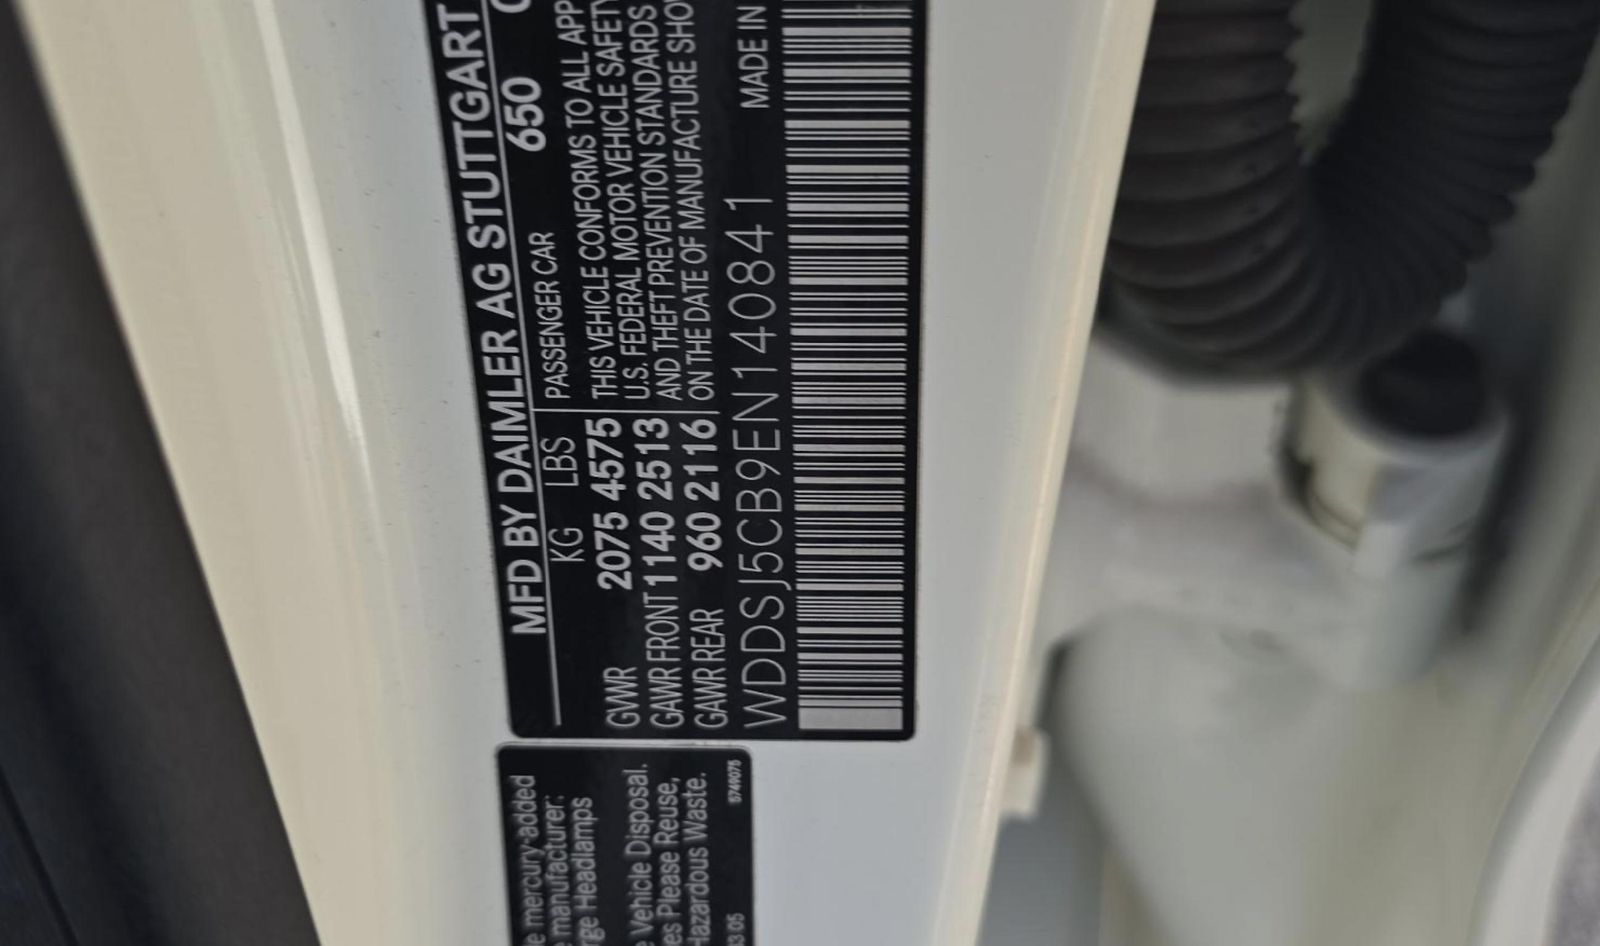 MFD BY DAIMLER AG STUTTGART
KG LBS PASSENGER CAR 650
GVWR 2075 4575 THIS VEHICLE CONFORMS TO ALL APP
GAWR FRONT 1140 2513 U.S. FEDERAL MOTOR VEHICLE SAFETY
GAWR REAR 960 2116 AND THEFT PREVENTION STANDARDS
ON THE DATE OF MANUFACTURE SHO
WDDSJ5CB9EN140841 MADE IN
mercury-added
manufacturer:
Headlamps
Vehicle Disposal.
Please Reuse,
Hazardous Waste.
05 5749075